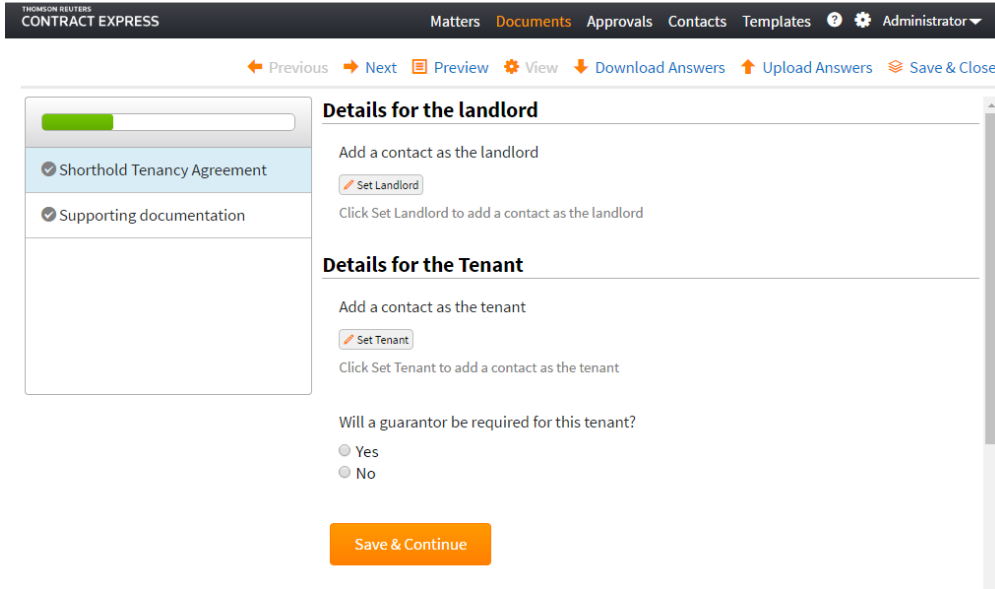 THOMSON REUTERS
CONTRACT EXPRESS
Matters Documents Approvals Contacts Templates ? Administrator
Previous Next Preview View Download Answers Upload Answers Save & Close
Details for the landlord
Add a contact as the landlord
Set Landlord
Click Set Landlord to add a contact as the landlord
Shorthold Tenancy Agreement
Supporting documentation
Details for the Tenant
Add a contact as the tenant
Set Tenant
Click Set Tenant to add a contact as the tenant
Will a guarantor be required for this tenant?
Yes
No
Save & Continue